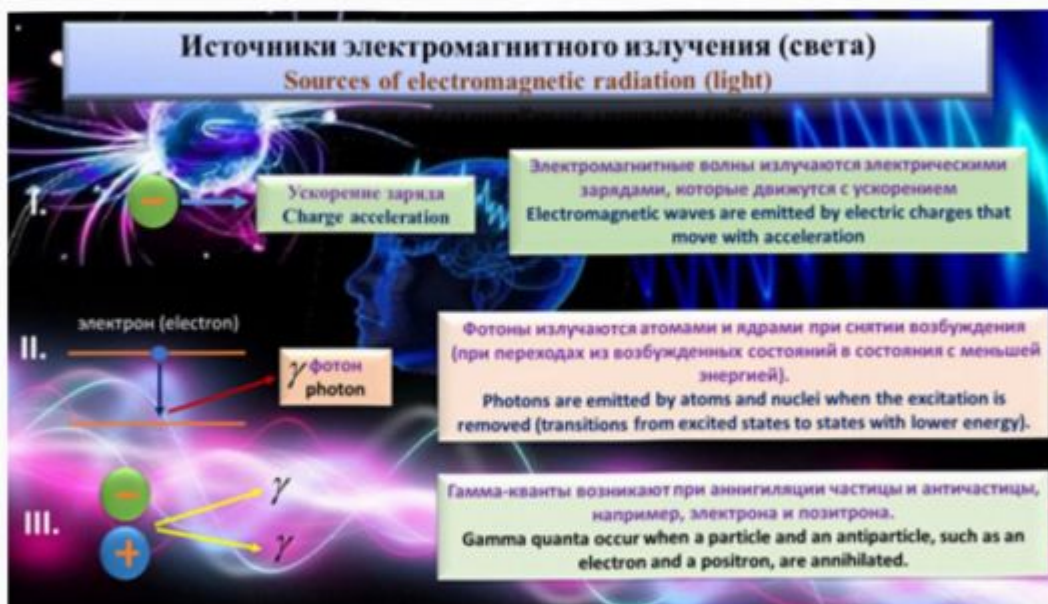 Источники электромагнитного излучения (света)
Sources of electromagnetic radiation (light)
I.
−
Ускорение заряда
Charge acceleration
Электромагнитные волны излучаются электрическими
зарядами, которые движутся с ускорением
Electromagnetic waves are emitted by electric charges that
move with acceleration
II.
электрон (electron)
γ фотон
photon
Фотоны излучаются атомами и ядрами при снятии возбуждения
(при переходах из возбужденных состояний в состояния с меньшей
энергией).
Photons are emitted by atoms and nuclei when the excitation is
removed (transitions from excited states to states with lower energy).
III.
−
+
γ
γ
Гамма-кванты возникают при аннигиляции частицы и античастицы,
например, электрона и позитрона.
Gamma quanta occur when a particle and an antiparticle, such as an
electron and a positron, are annihilated.